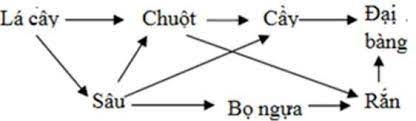 Lá cây Chuột Cầy Đại
bàng
Sâu Bọ ngựa Rắn